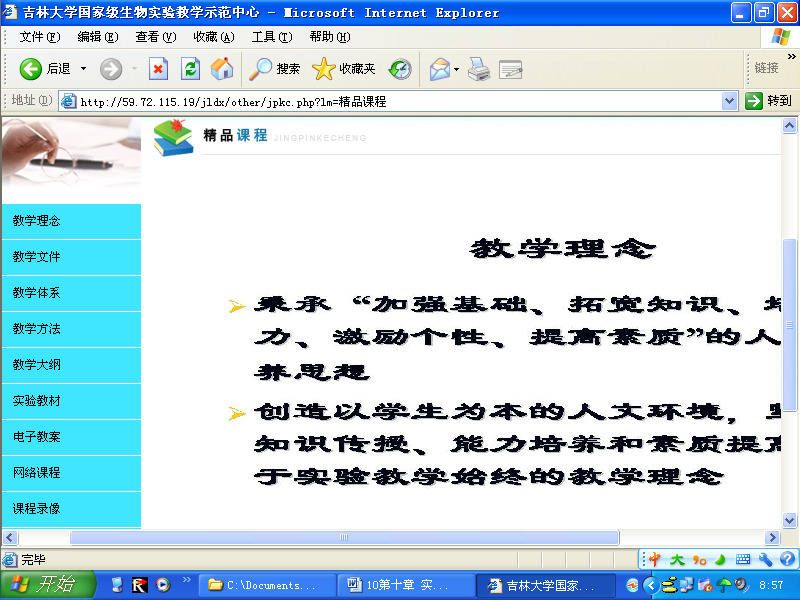 吉林大学国家级生物实验教学示范中心 - Microsoft Internet Explorer
文件(F) 编辑(E) 查看(V) 收藏(A) 工具(T) 帮助(H)
后退 搜索 收藏夹 链接
地址(D) http://59.72.115.19/jldx/other/jpkc.php?lm=精品课程 转到
精品课程 JINGPINKECHENG
教学理念
教学文件
教学体系
教学方法
教学大纲
实验教材
电子教案
网络课程
课程录像
教学理念
秉承“加强基础、拓宽知识、培
力、激励个性、提高素质”的人
养思想
创造以学生为本的人文环境，坚
知识传授、能力培养和素质提高
于实验教学始终的教学理念
完毕
中 大
开始 C:\Documents... 10第十章 实... 吉林大学国家... 8:57